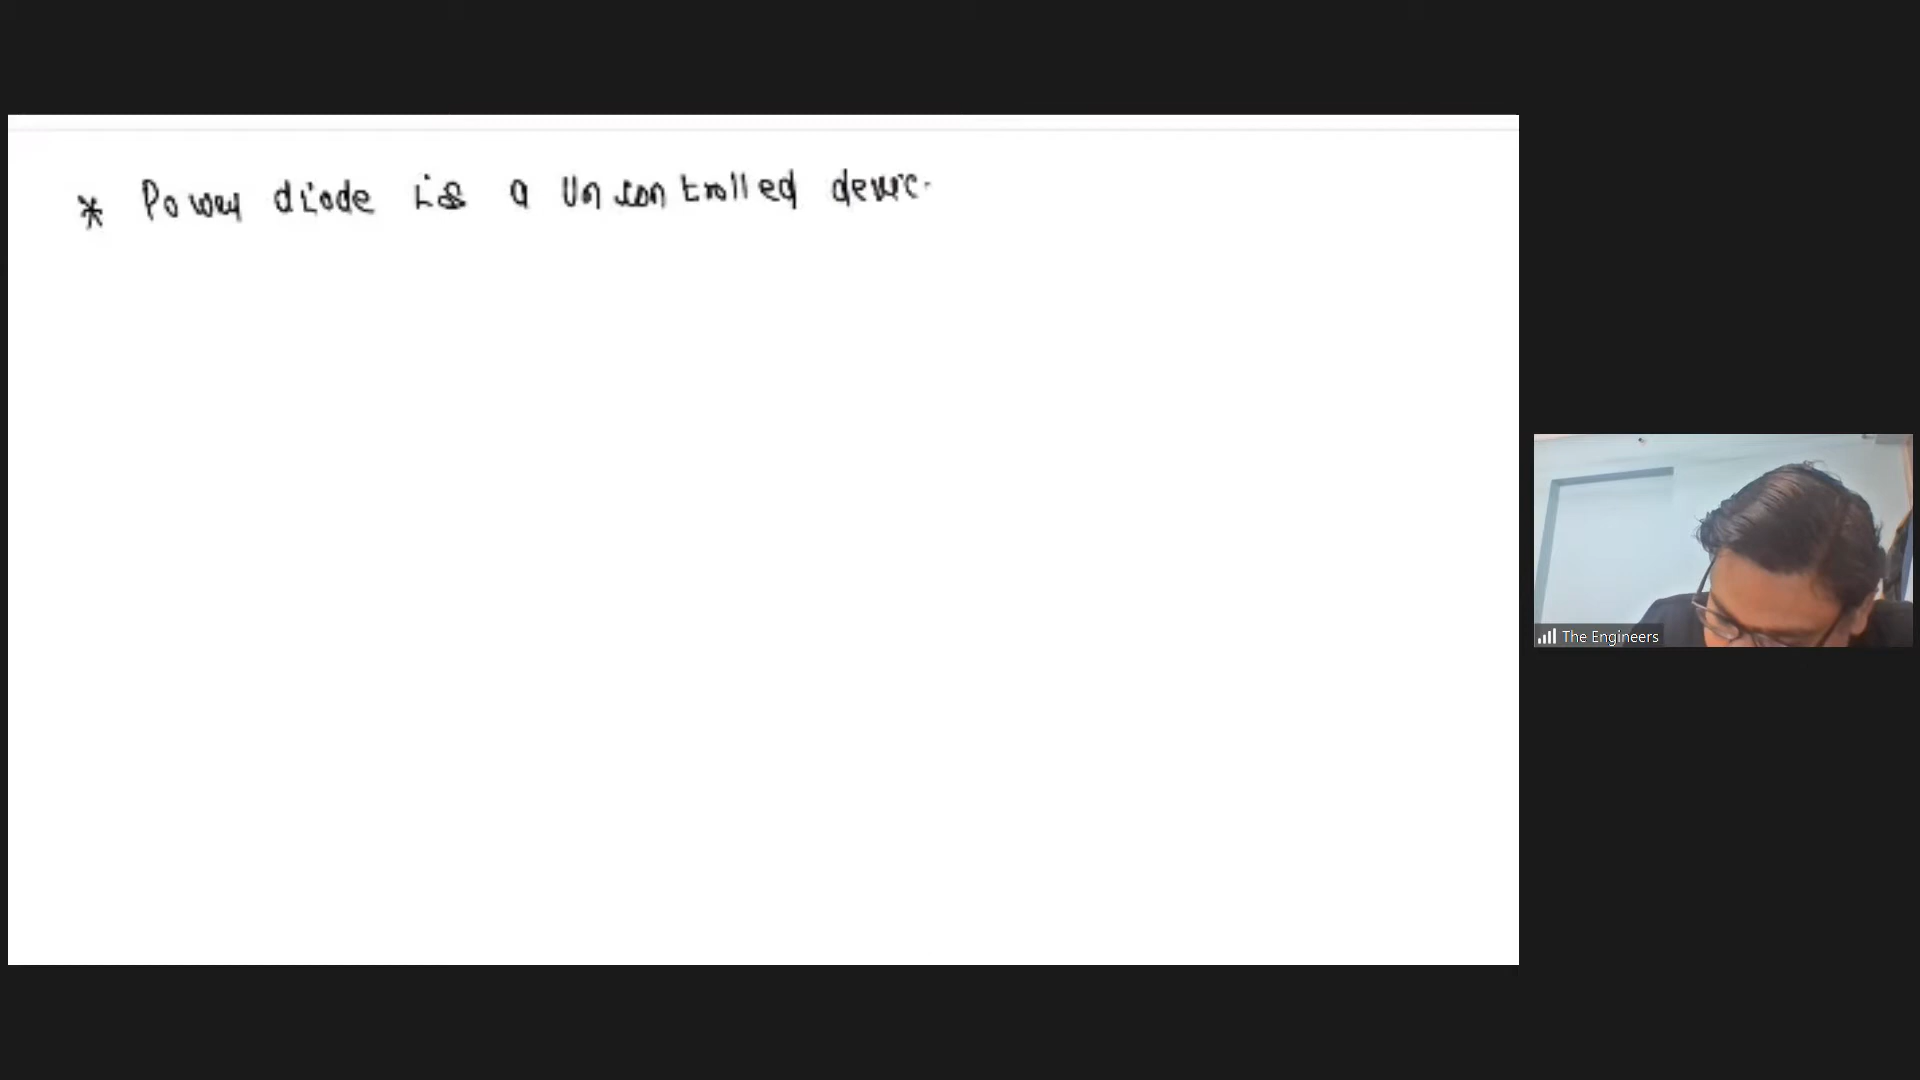 * Power diode is a Uncontrolled devic
The Engineers